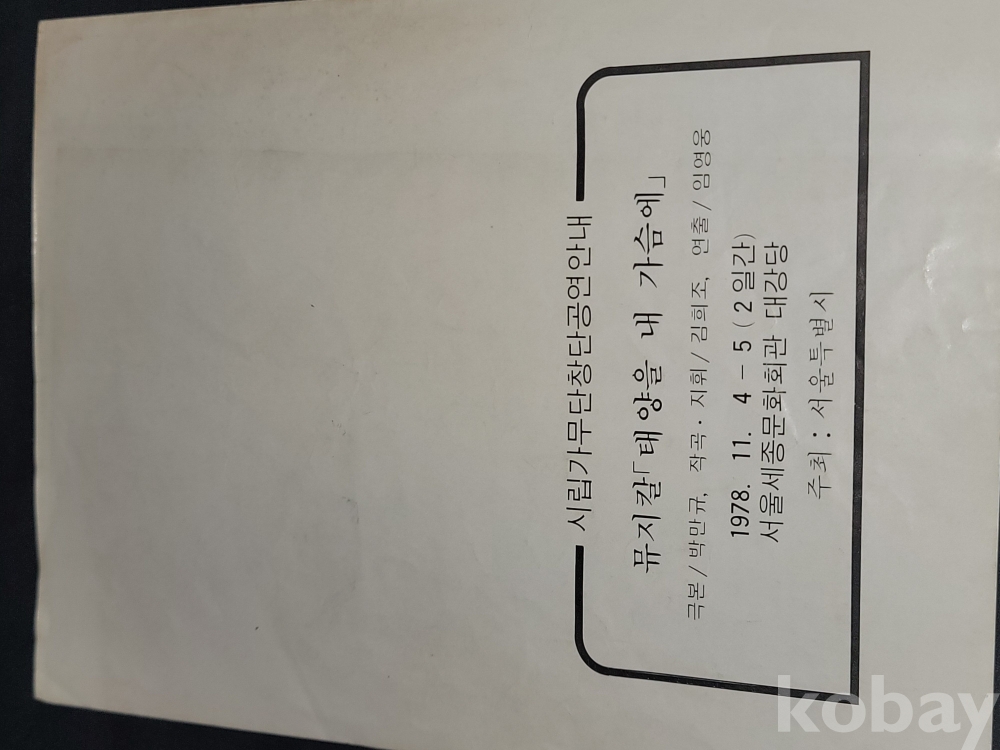 시립가무단창단공연안내
뮤지칼「태양을 내 가슴에」
극본/박만규, 작곡·지휘/김희조, 연출/임영웅
1978. 11. 4 - 5 (2일간)
서울세종문화회관 대강당
주최 : 서울특별시
kobay